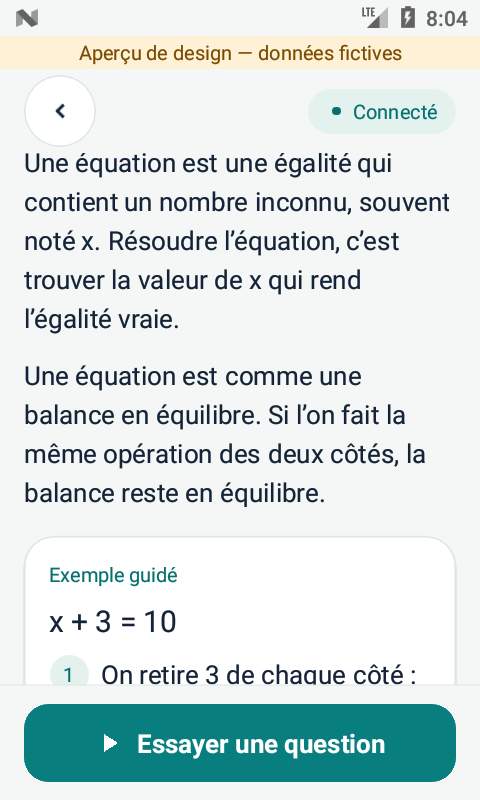 LTE 8:04
Aperçu de design — données fictives
Connecté
Une équation est une égalité qui
contient un nombre inconnu, souvent
noté x. Résoudre l’équation, c’est
trouver la valeur de x qui rend
l’égalité vraie.
Une équation est comme une
balance en équilibre. Si l’on fait la
même opération des deux côtés, la
balance reste en équilibre.
Exemple guidé
x + 3 = 10
1 On retire 3 de chaque côté :
Essayer une question